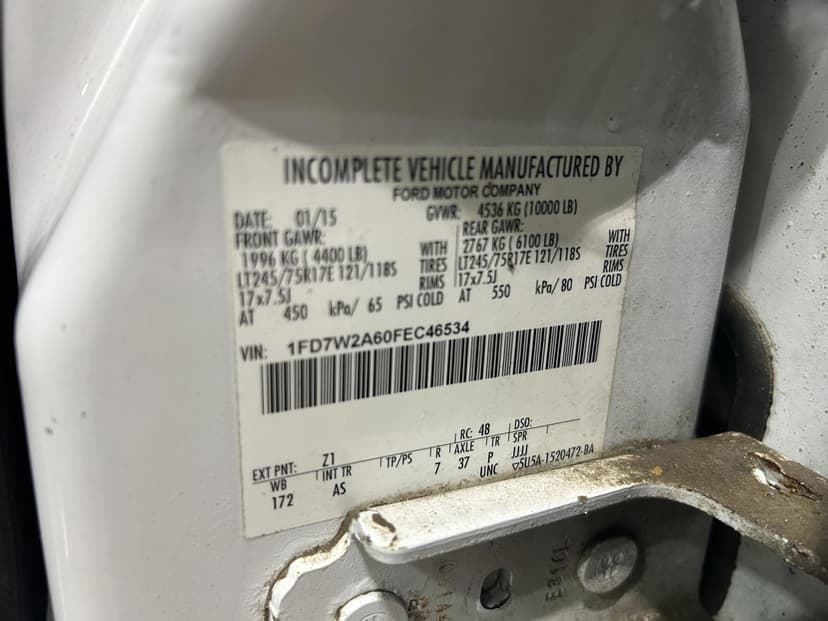 INCOMPLETE VEHICLE MANUFACTURED BY
FORD MOTOR COMPANY
DATE: 01/15 GVWR: 4536 KG (10000 LB)
FRONT GAWR: REAR GAWR:
1996 KG ( 4400 LB) WITH 2767 KG ( 6100 LB) WITH
LT245/75R17E 121/118S TIRES LT245/75R17E 121/118S TIRES
17x7.5J RIMS 17x7.5J RIMS
AT 450 kPa/ 65 PSI COLD AT 550 kPa/ 80 PSI COLD
VIN: 1FD7W2A60FEC46534
EXT PNT: Z1 RC: 48 DSO:
WB INT TR TP/PS R AXLE TR SPR
172 AS 7 37 P JJJJ
UNC ▽5U5A-1520472-BA